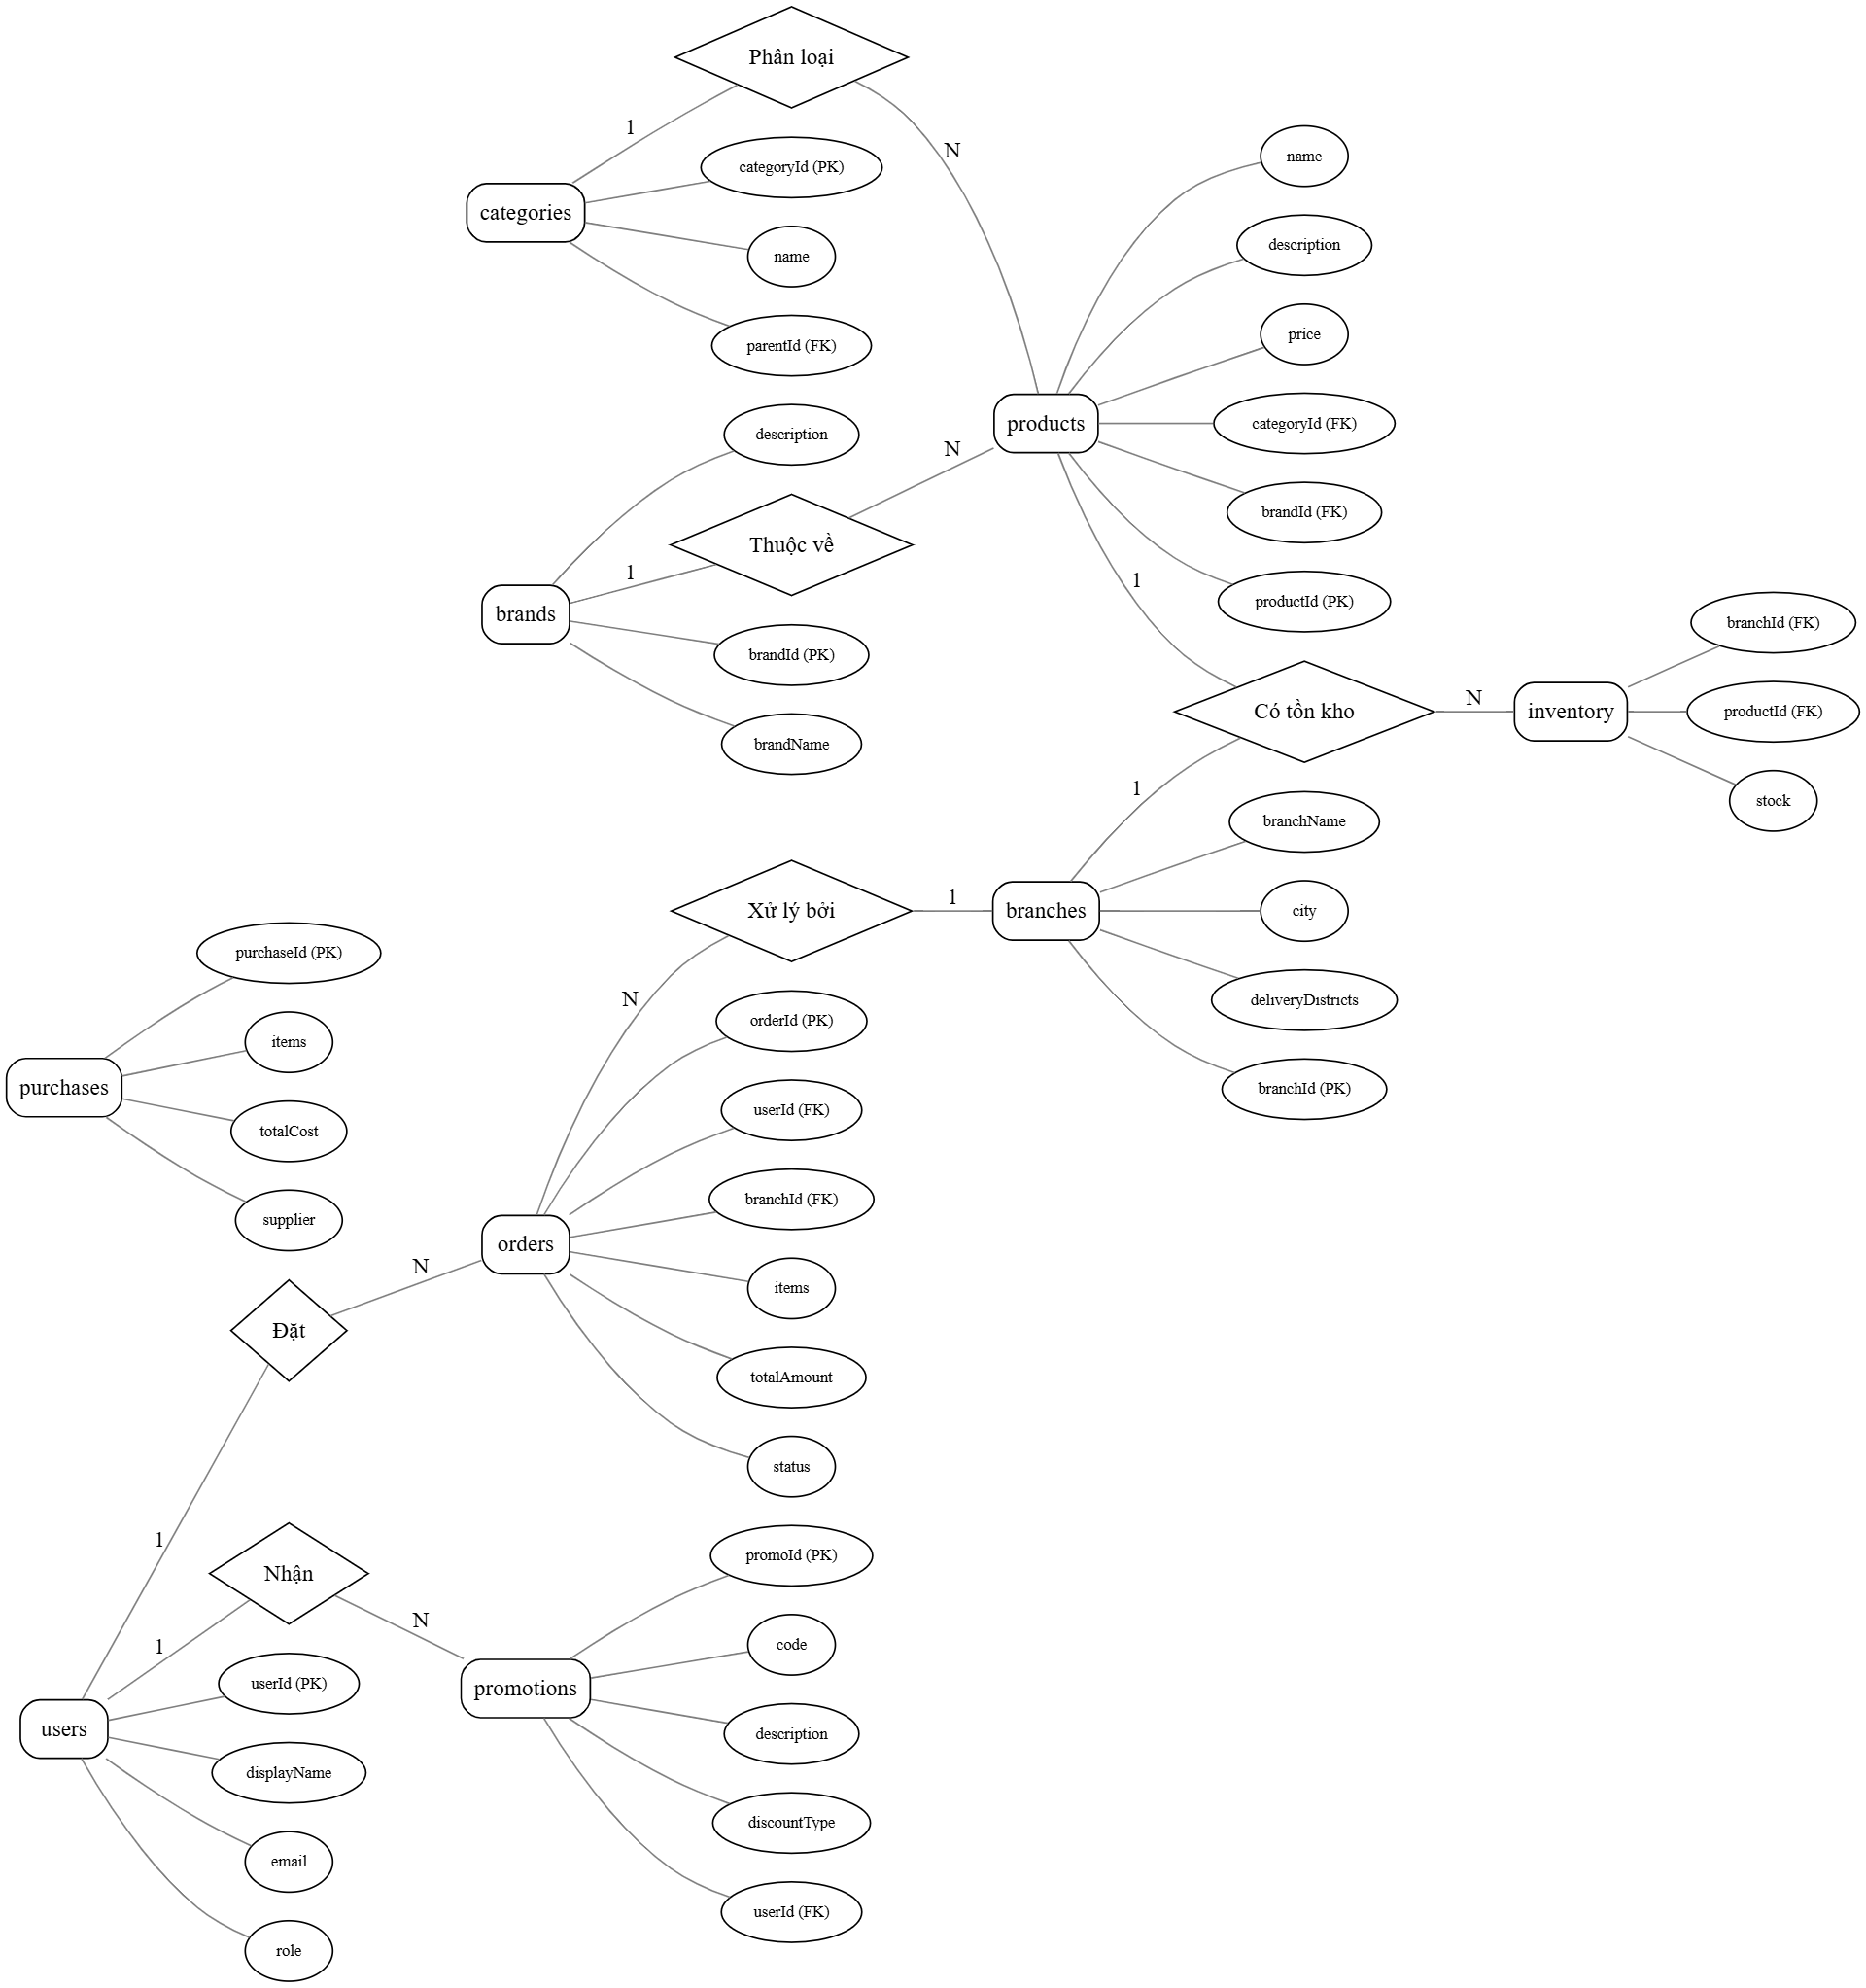 Phân loại
1
N
categoryId (PK)
categories
name
parentId (FK)
name
description
price
products
categoryId (FK)
brandId (FK)
productId (PK)
description
N
Thuộc về
1
brands
brandId (PK)
brandName
1
branchId (FK)
Có tồn kho
N
inventory
productId (FK)
stock
1
branchName
Xử lý bởi
1
branches
city
deliveryDistricts
branchId (PK)
purchaseId (PK)
items
purchases
totalCost
supplier
N
orderId (PK)
userId (FK)
branchId (FK)
orders
items
totalAmount
status
N
Đặt
1
Nhận
1
N
userId (PK)
users
displayName
email
role
promoId (PK)
code
promotions
description
discountType
userId (FK)